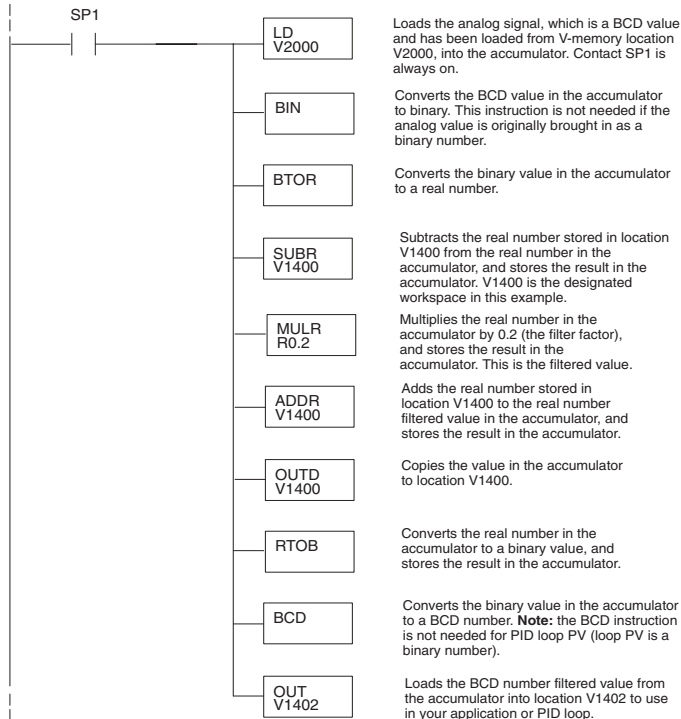 SP1
LD
V2000
Loads the analog signal, which is a BCD value
and has been loaded from V-memory location
V2000, into the accumulator. Contact SP1 is
always on.
BIN
Converts the BCD value in the accumulator
to binary. This instruction is not needed if the
analog value is originally brought in as a
binary number.
BTOR
Converts the binary value in the accumulator
to a real number.
SUBR
V1400
Subtracts the real number stored in location
V1400 from the real number in the
accumulator, and stores the result in the
accumulator. V1400 is the designated
workspace in this example.
MULR
R0.2
Multiplies the real number in the
accumulator by 0.2 (the filter factor),
and stores the result in the
accumulator. This is the filtered value.
ADDR
V1400
Adds the real number stored in
location V1400 to the real number
filtered value in the accumulator, and
stores the result in the accumulator.
OUTD
V1400
Copies the value in the accumulator
to location V1400.
RTOB
Converts the real number in the
accumulator to a binary value, and
stores the result in the accumulator.
BCD
Converts the binary value in the accumulator
to a BCD number. Note: the BCD instruction
is not needed for PID loop PV (loop PV is a
binary number).
OUT
V1402
Loads the BCD number filtered value from
the accumulator into location V1402 to use
in your application or PID loop.